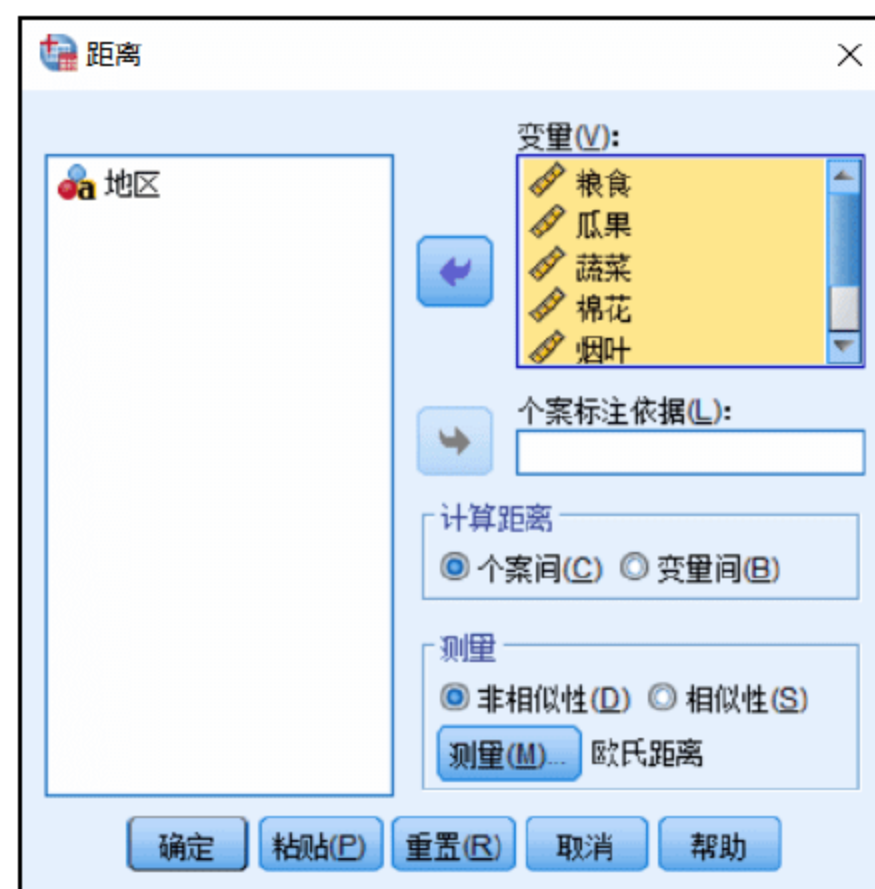 距离
地区
变量(V):
粮食
瓜果
蔬菜
棉花
烟叶
个案标注依据(L):
计算距离
个案间(C) 变量间(B)
测量
非相似性(D) 相似性(S)
测量(M)... 欧氏距离
确定 粘贴(P) 重置(R) 取消 帮助